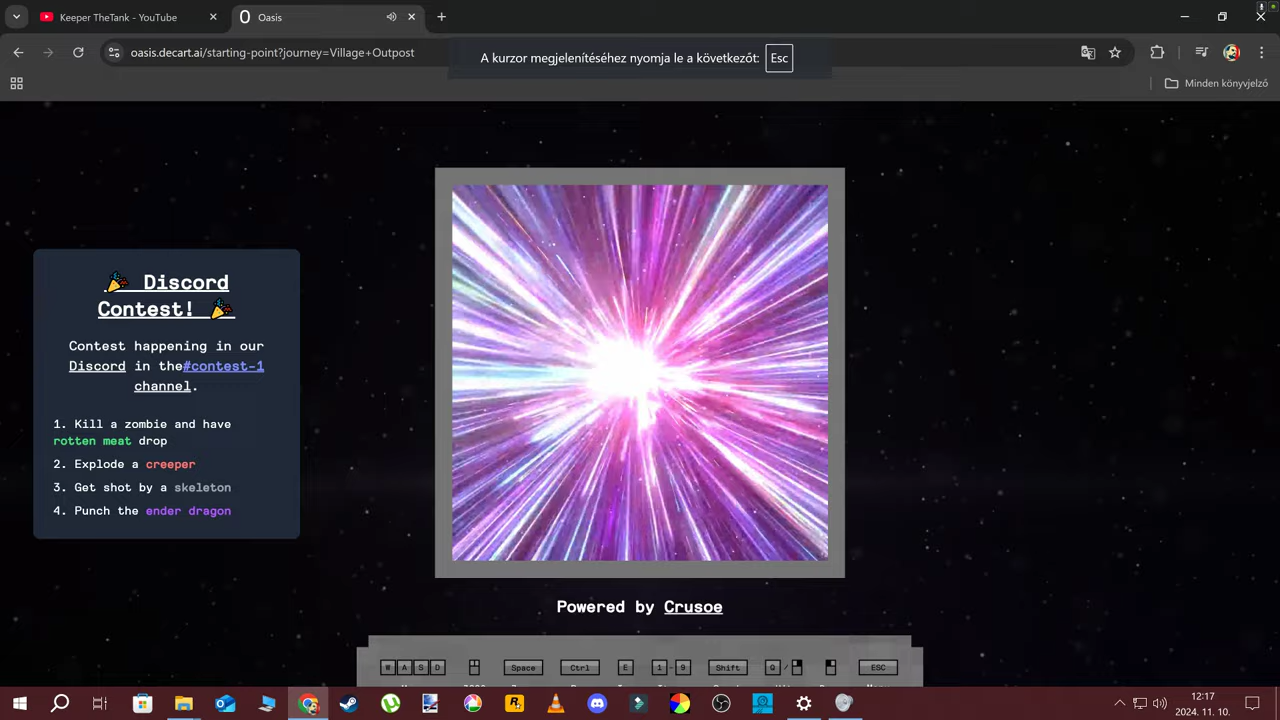 Keeper TheTank - YouTube
Oasis
oasis.decart.ai/starting-point?journey=Village+Outpost
A kurzor megjelenítéséhez nyomja le a következőt: Esc
Minden könyvjelző
Discord
Contest!
Contest happening in our
Discord in the#contest-1
channel.
1. Kill a zombie and have
rotten meat drop
2. Explode a creeper
3. Get shot by a skeleton
4. Punch the ender dragon
Powered by Crusoe
W A S D Space Ctrl E 1 - 9 Shift Q / ESC
12:17
2024. 11. 10.